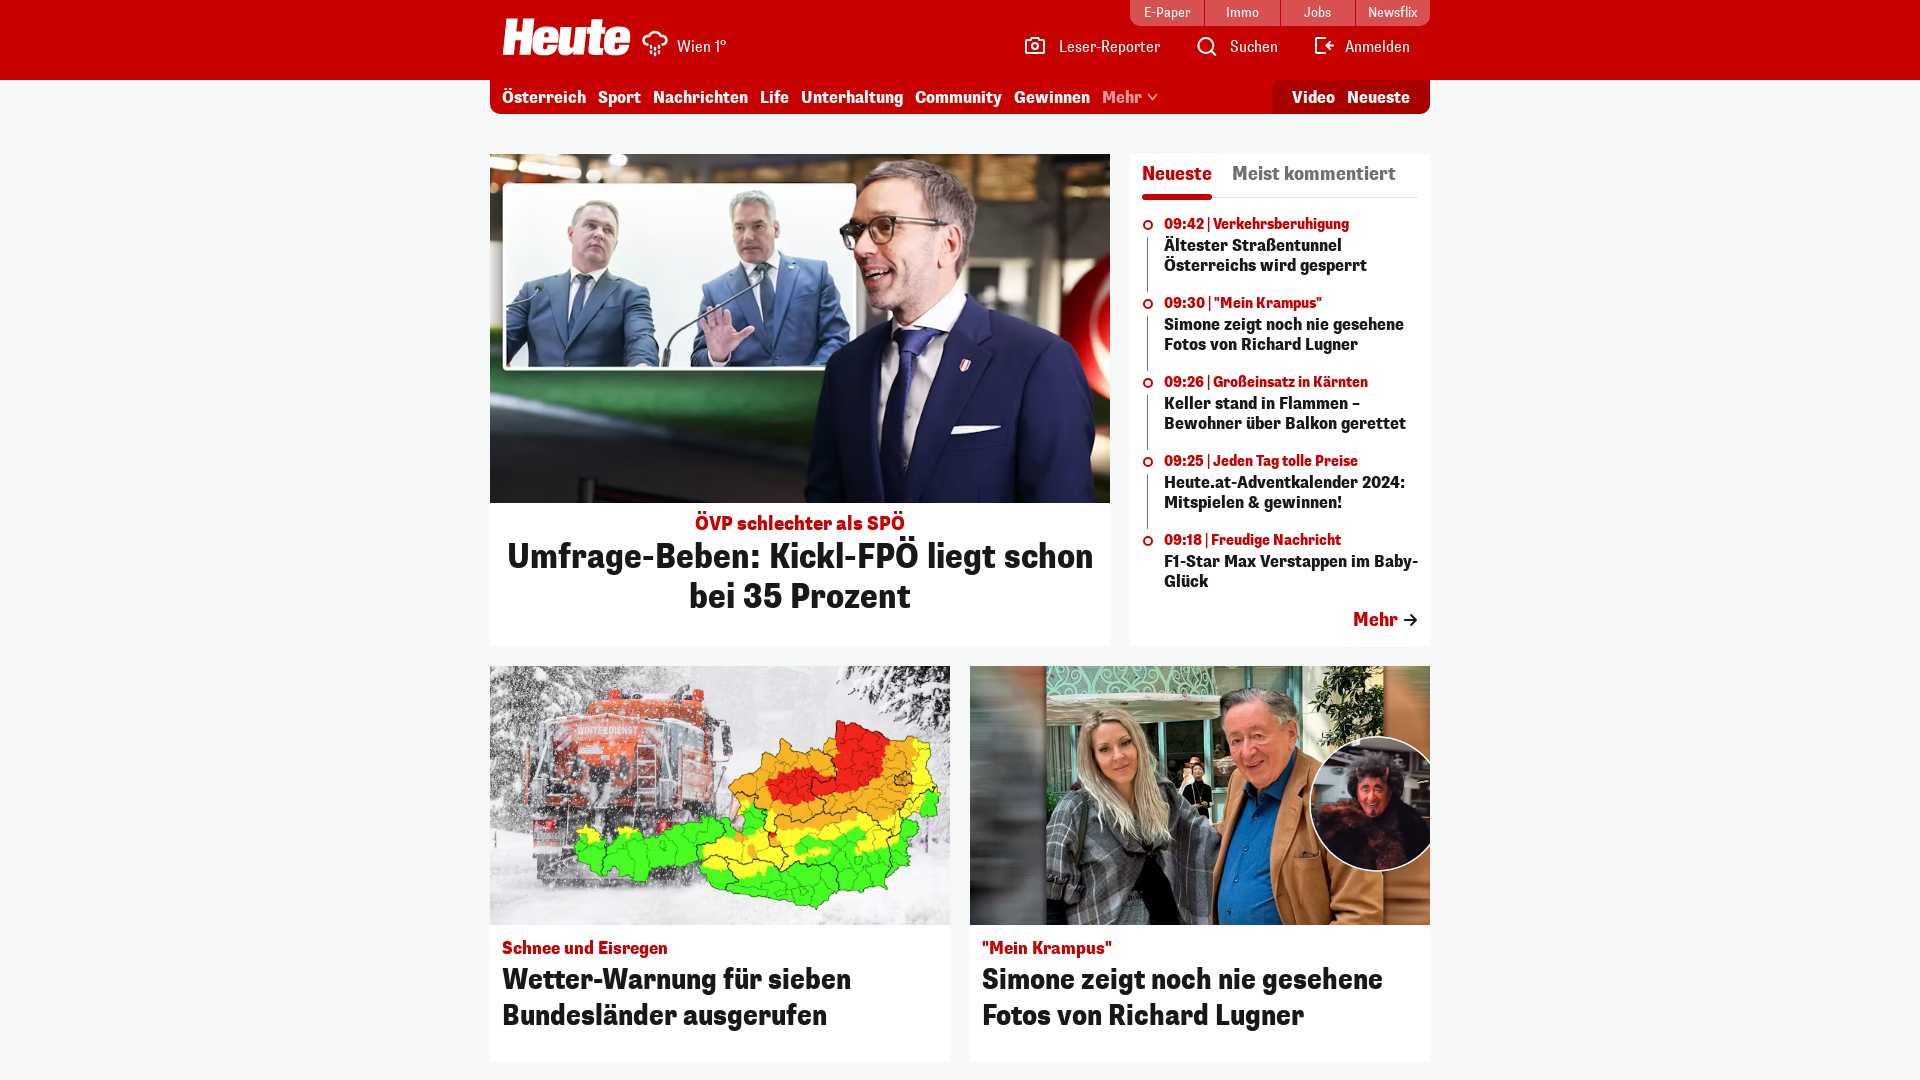 E-Paper
Immo
Jobs
Newsflix
Heute
Wien 1°
Leser-Reporter
Suchen
Anmelden
Österreich
Sport
Nachrichten
Life
Unterhaltung
Community
Gewinnen
Mehr
Video
Neueste
ÖVP schlechter als SPÖ
Umfrage-Beben: Kickl-FPÖ liegt schon
bei 35 Prozent
Neueste
Meist kommentiert
09:42 | Verkehrsberuhigung
Ältester Straßentunnel
Österreichs wird gesperrt
09:30 | "Mein Krampus"
Simone zeigt noch nie gesehene
Fotos von Richard Lugner
09:26 | Großeinsatz in Kärnten
Keller stand in Flammen –
Bewohner über Balkon gerettet
09:25 | Jeden Tag tolle Preise
Heute.at-Adventkalender 2024:
Mitspielen & gewinnen!
09:18 | Freudige Nachricht
F1-Star Max Verstappen im Baby-
Glück
Mehr
WINTERDIENST
Schnee und Eisregen
Wetter-Warnung für sieben
Bundesländer ausgerufen
"Mein Krampus"
Simone zeigt noch nie gesehene
Fotos von Richard Lugner